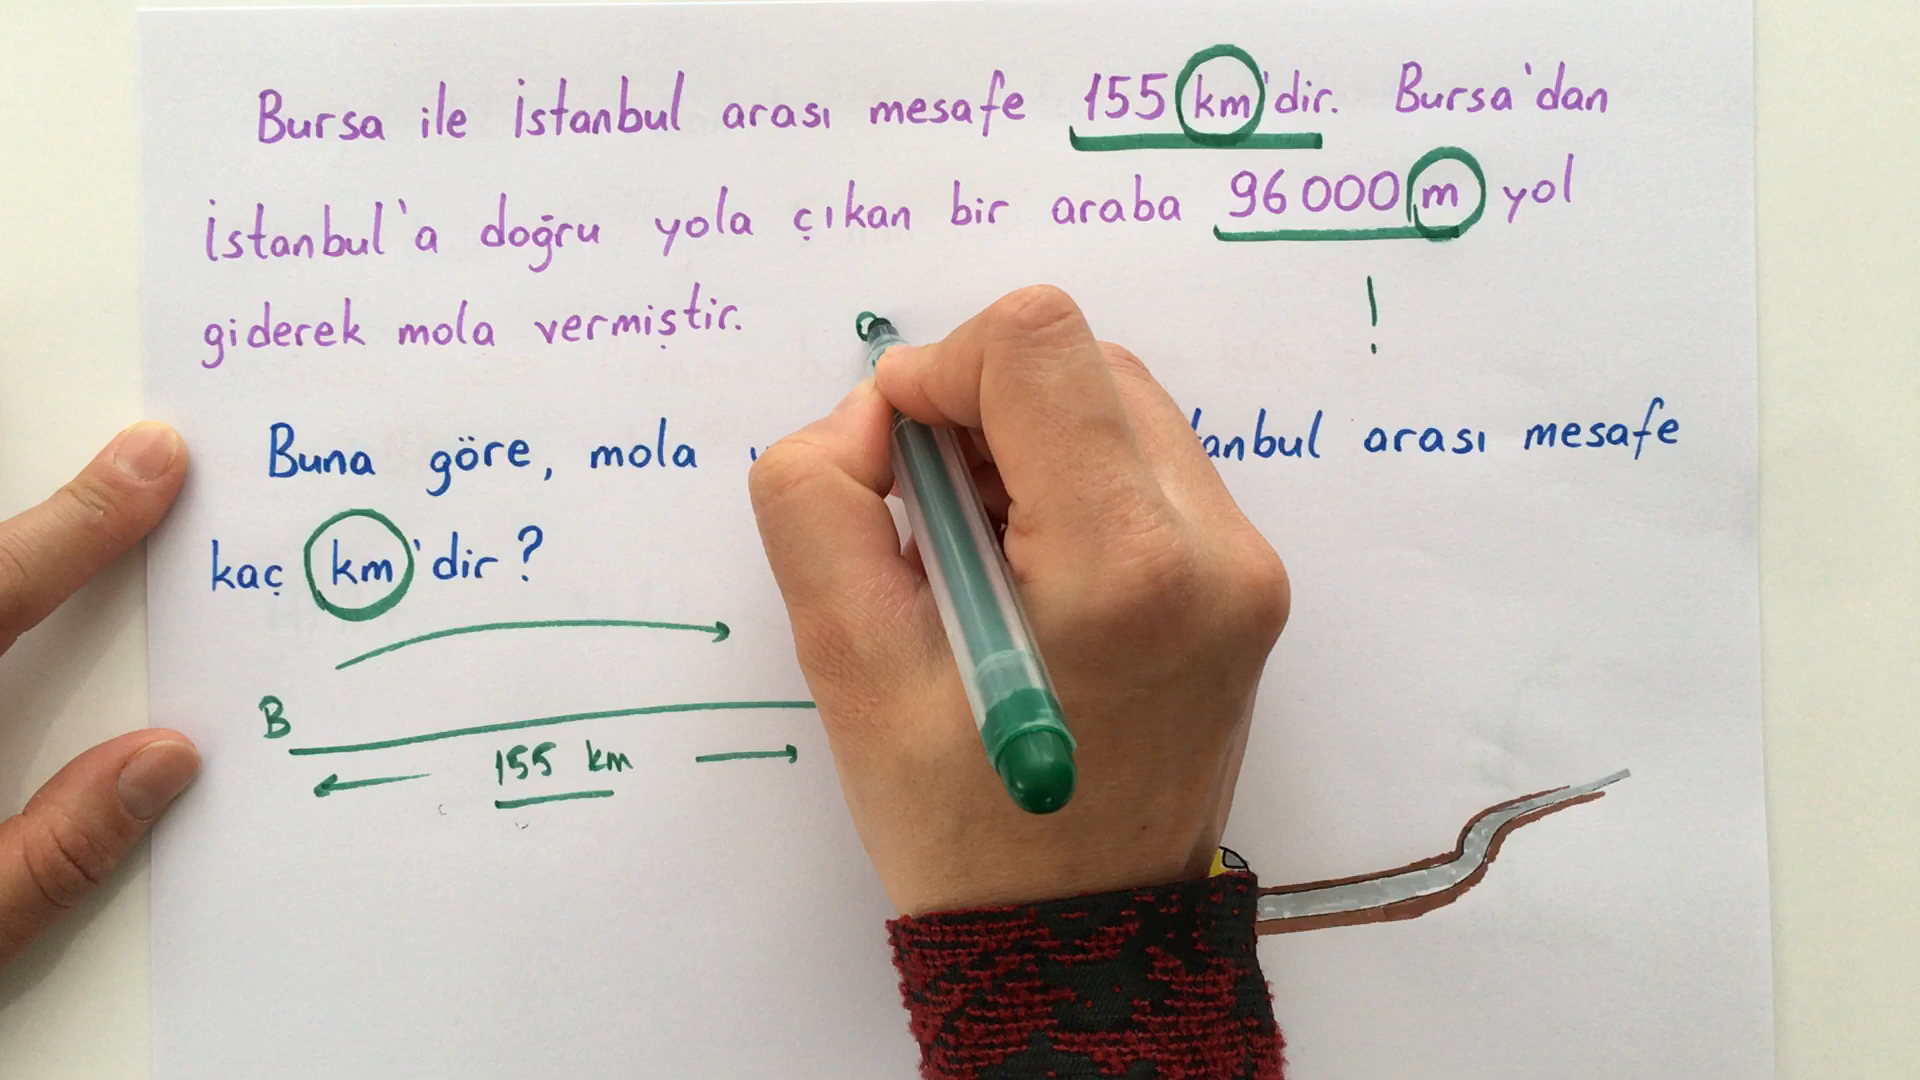 Bursa ile İstanbul arası mesafe 155 km'dir. Bursa'dan
İstanbul'a doğru yola çıkan bir araba 96 000 m yol
giderek mola vermiştir.
!
Buna göre, mola arası mesafe
kaç km'dir?
B
155 km